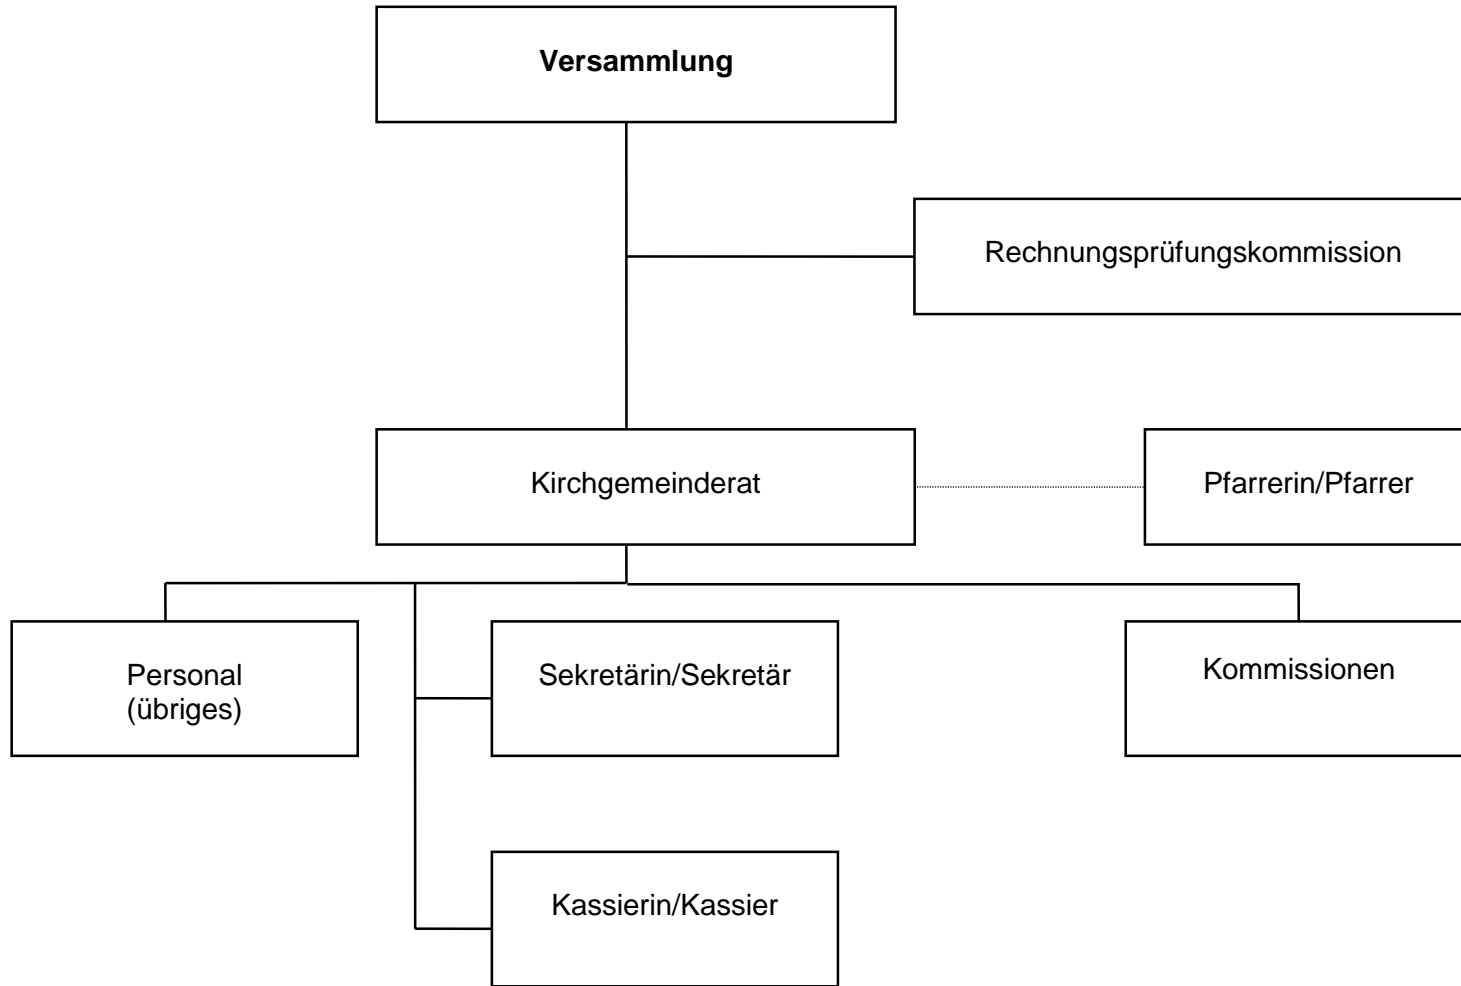 Versammlung
Rechnungsprüfungskommission
Kirchgemeinderat
Pfarrerin/Pfarrer
Personal
(übriges)
Sekretärin/Sekretär
Kommissionen
Kassierin/Kassier